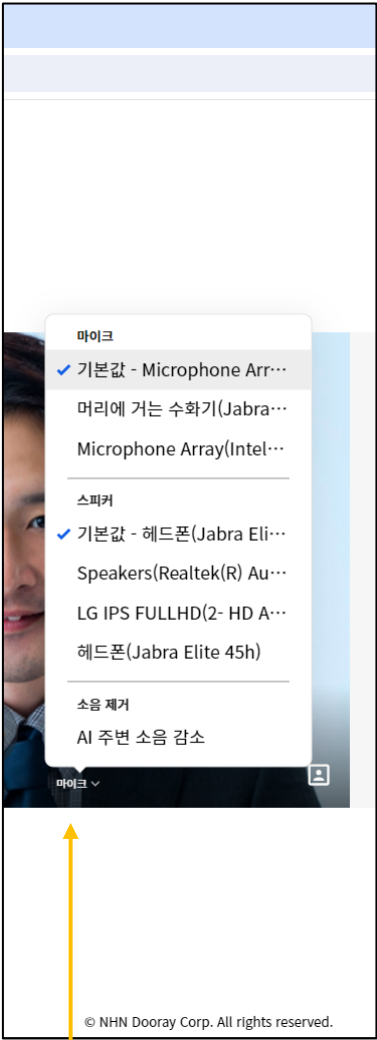 마이크
기본값 - Microphone Arr···
머리에 거는 수화기(Jabra···
Microphone Array(Intel···
스피커
기본값 - 헤드폰(Jabra Eli···
Speakers(Realtek(R) Au···
LG IPS FULLHD(2- HD A···
헤드폰(Jabra Elite 45h)
소음 제거
AI 주변 소음 감소
마이크
© NHN Dooray Corp. All rights reserved.